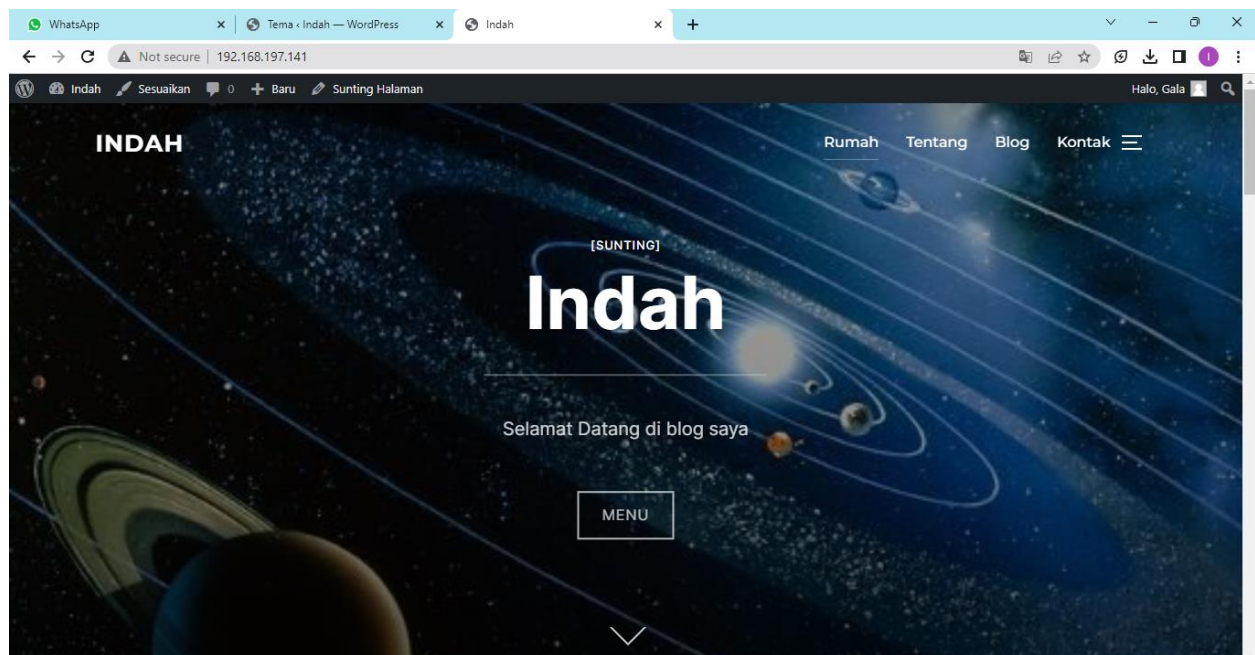 WhatsApp
Tema ‹ Indah — WordPress
Indah
Not secure | 192.168.197.141
I
Indah Sesuaikan 0 Baru Sunting Halaman
Halo, Gala
INDAH
Rumah Tentang Blog Kontak
[SUNTING]
Indah
Selamat Datang di blog saya
MENU